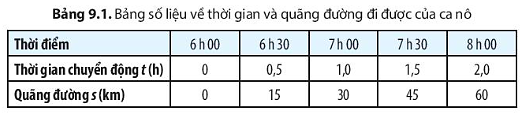 Bảng 9.1. Bảng số liệu về thời gian và quãng đường đi được của ca nô
Thời điểm 6 h 00 6 h 30 7 h 00 7 h 30 8 h 00
Thời gian chuyển động t (h) 0 0,5 1,0 1,5 2,0
Quãng đường s (km) 0 15 30 45 60